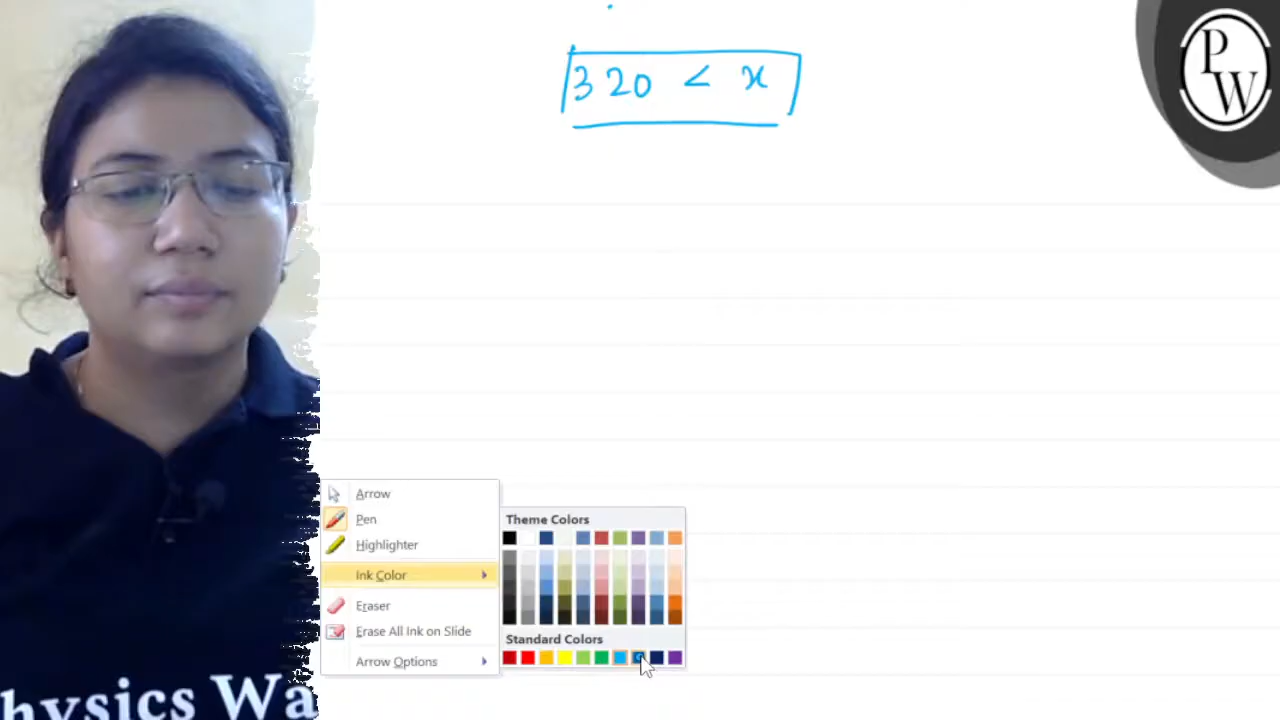 320 < x
PW
Arrow
Pen
Highlighter
Ink Color
Eraser
Erase All Ink on Slide
Arrow Options
Theme Colors
Standard Colors
hysics Wa